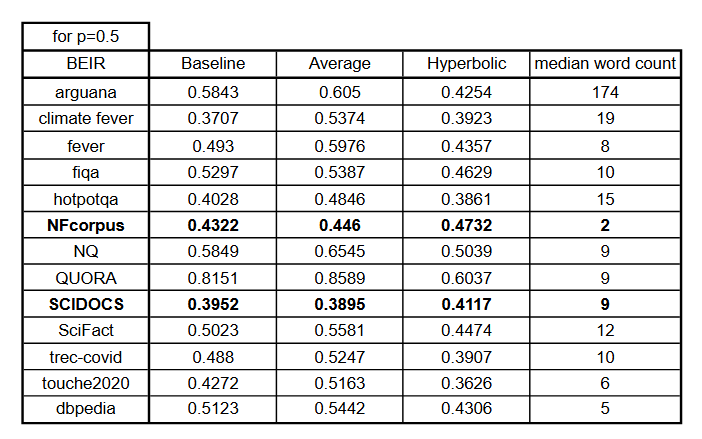 for p=0.5
BEIR Baseline Average Hyperbolic median word count
arguana 0.5843 0.605 0.4254 174
climate fever 0.3707 0.5374 0.3923 19
fever 0.493 0.5976 0.4357 8
fiqa 0.5297 0.5387 0.4629 10
hotpotqa 0.4028 0.4846 0.3861 15
NFcorpus 0.4322 0.446 0.4732 2
NQ 0.5849 0.6545 0.5039 9
QUORA 0.8151 0.8589 0.6037 9
SCIDOCS 0.3952 0.3895 0.4117 9
SciFact 0.5023 0.5581 0.4474 12
trec-covid 0.488 0.5247 0.3907 10
touche2020 0.4272 0.5163 0.3626 6
dbpedia 0.5123 0.5442 0.4306 5